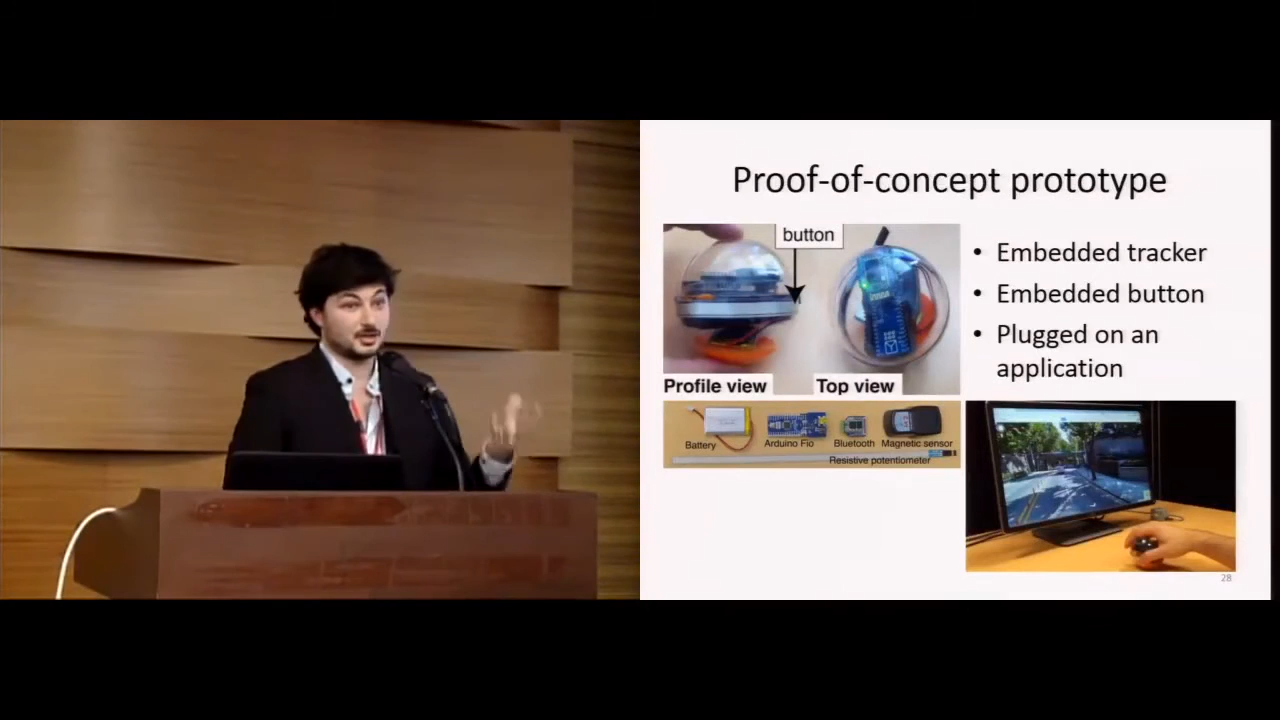 Proof-of-concept prototype
button
Profile view
Top view
• Embedded tracker
• Embedded button
• Plugged on an
application
Battery
Arduino Fio
Bluetooth
Magnetic sensor
Resistive potentiometer
28